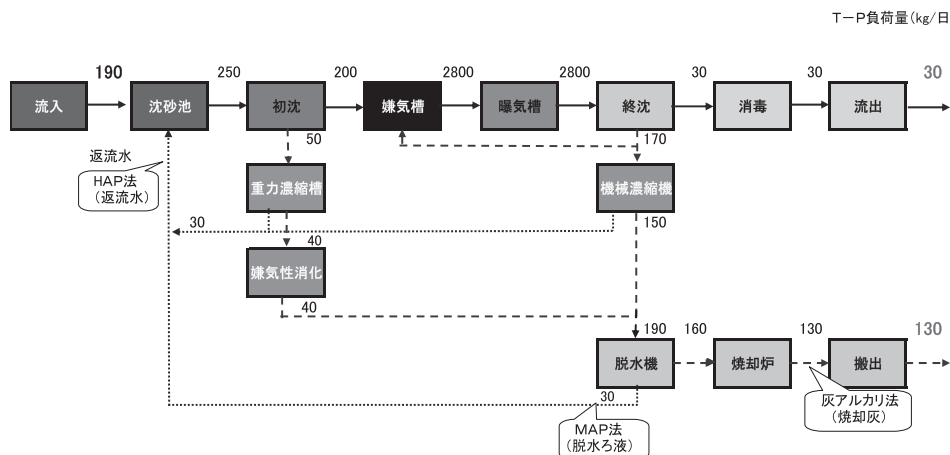 T－P負荷量(kg/日
190
250
200
2800
2800
30
30
30
流入
沈砂池
初沈
嫌気槽
曝気槽
終沈
消毒
流出
50
170
返流水
HAP法
（返流水）
重力濃縮槽
機械濃縮機
30
150
40
嫌気性消化
40
190
160
130
130
脱水機
焼却炉
搬出
30
灰アルカリ法
（焼却灰）
MAP法
（脱水ろ液）